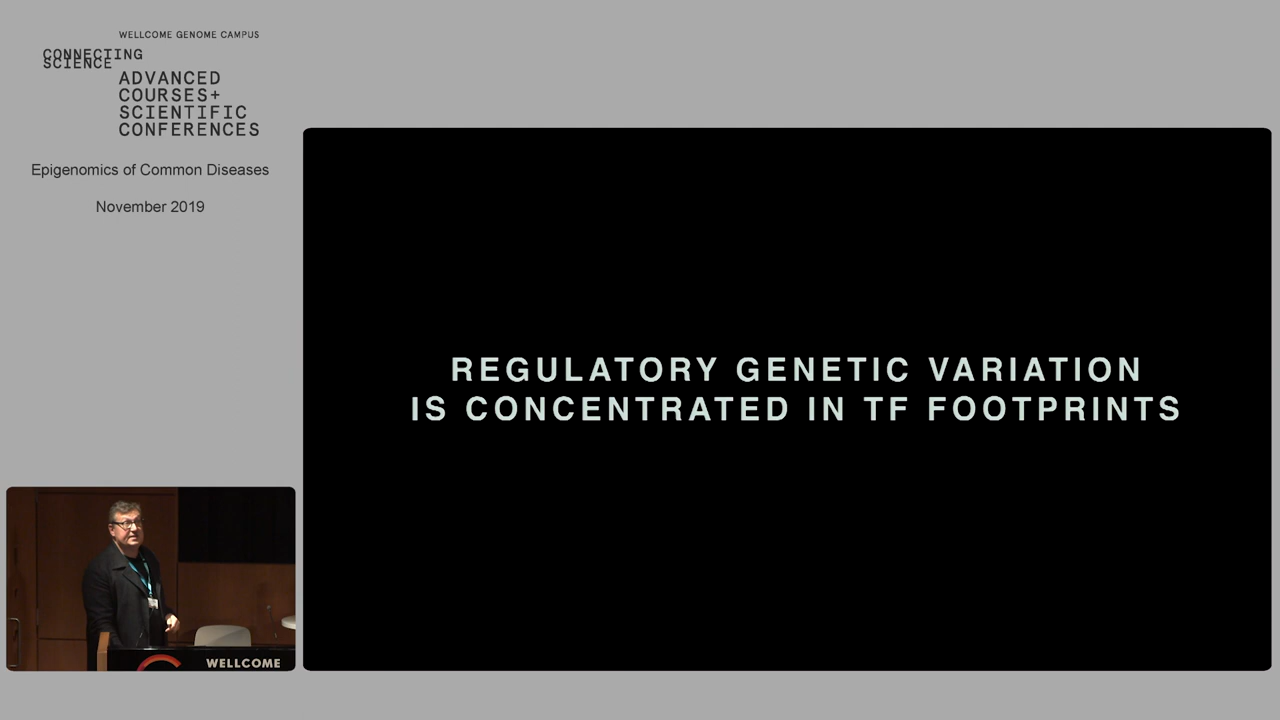 WELLCOME GENOME CAMPUS
CONNECTING
SCIENCE
ADVANCED
COURSES+
SCIENTIFIC
CONFERENCES
Epigenomics of Common Diseases
November 2019
REGULATORY GENETIC VARIATION
IS CONCENTRATED IN TF FOOTPRINTS
WELLCOME